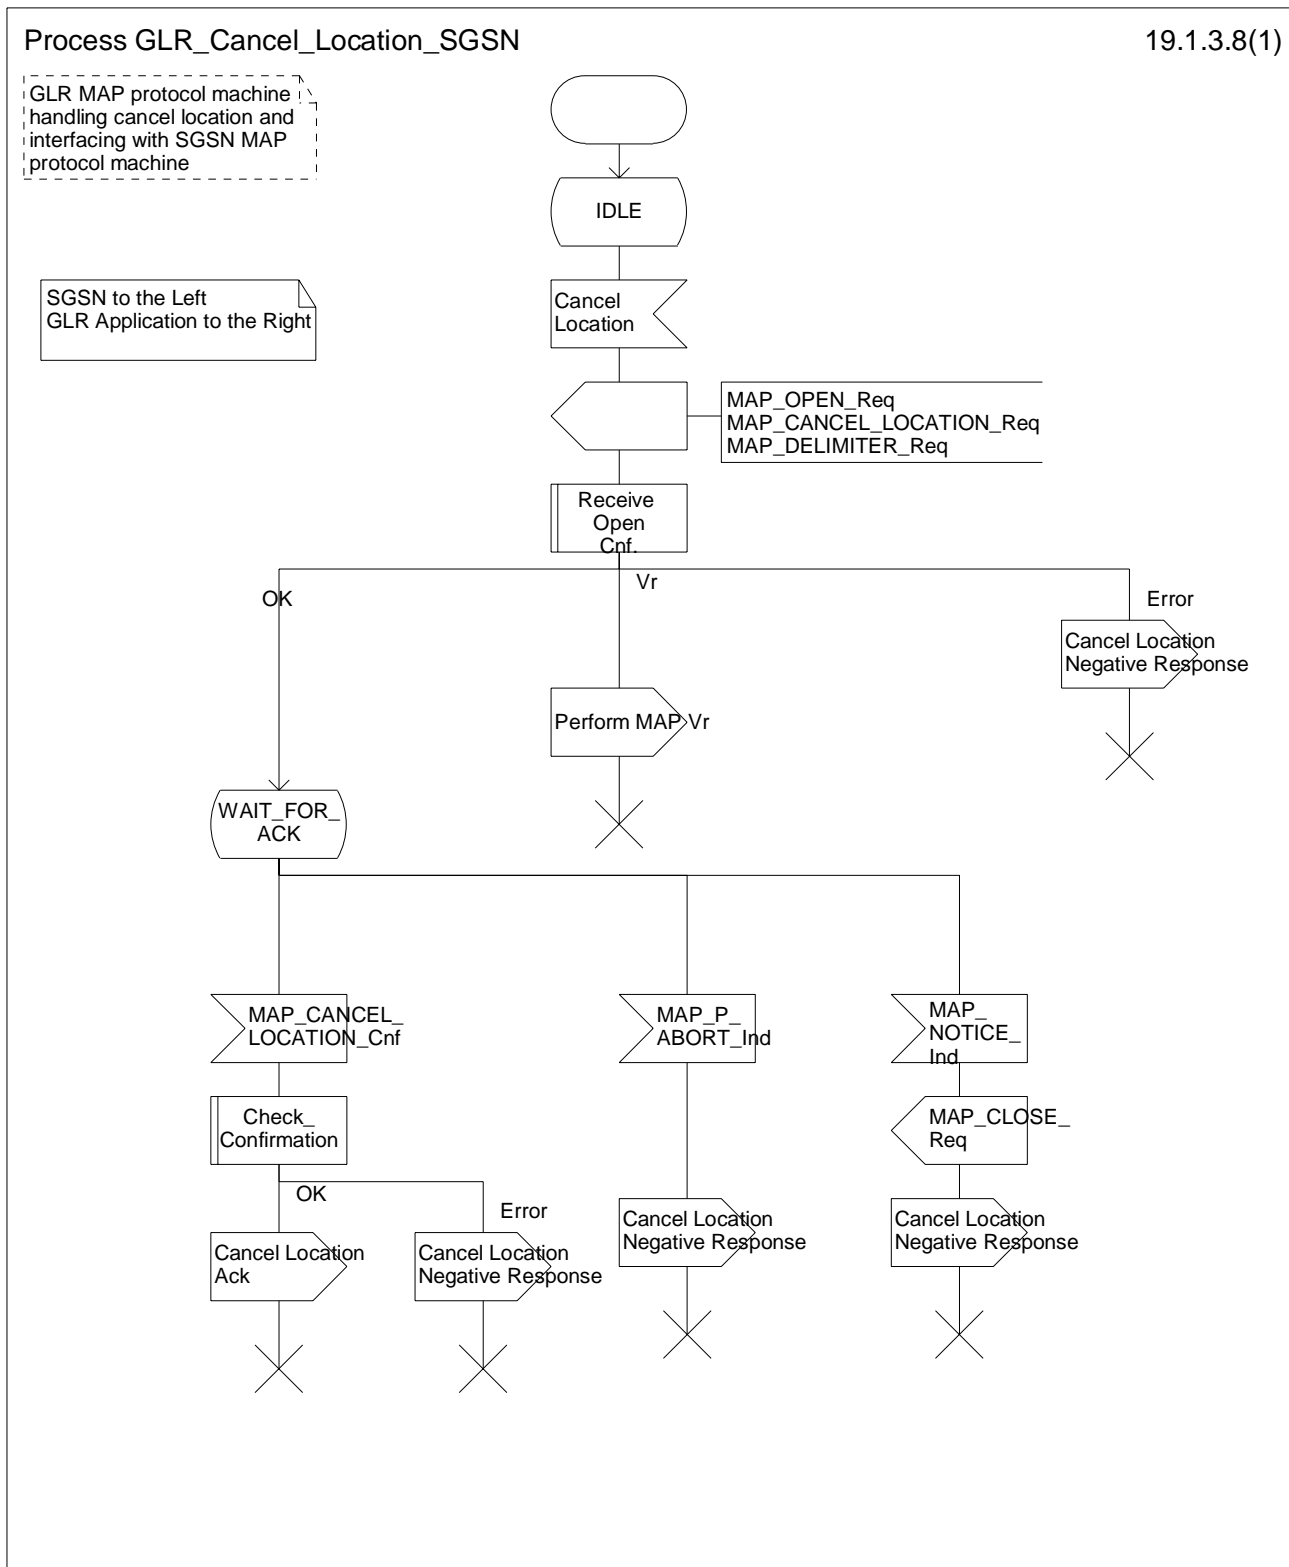 Process GLR_Cancel_Location_SGSN
19.1.3.8(1)
GLR MAP protocol machine
handling cancel location and
interfacing with SGSN MAP
protocol machine
IDLE
SGSN to the Left
GLR Application to the Right
Cancel
Location
MAP_OPEN_Req
MAP_CANCEL_LOCATION_Req
MAP_DELIMITER_Req
Receive
Open
Cnf.
OK
Vr
Error
Cancel Location
Negative Response
Perform MAP Vr
WAIT_FOR_
ACK
MAP_CANCEL_
LOCATION_Cnf
MAP_P_
ABORT_Ind
MAP_
NOTICE_
Ind
Check_
Confirmation
MAP_CLOSE_
Req
OK
Error
Cancel Location
Ack
Cancel Location
Negative Response
Cancel Location
Negative Response
Cancel Location
Negative Response